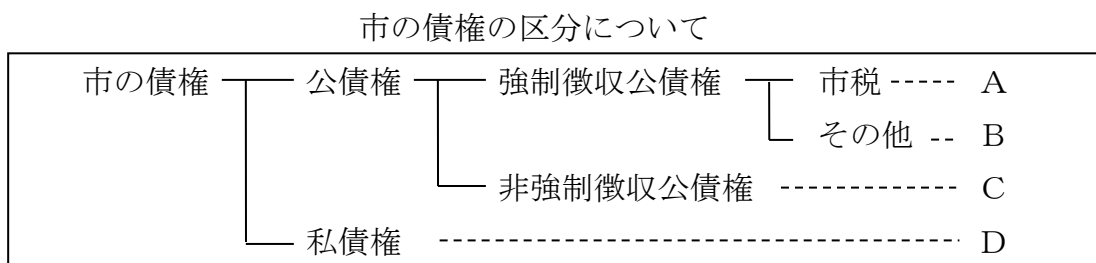 市の債権の区分について
市の債権 公債権 強制徴収公債権 市税 ----- A
その他 -- B
非強制徴収公債権 ------------- C
私債権 -------------------------------------- D